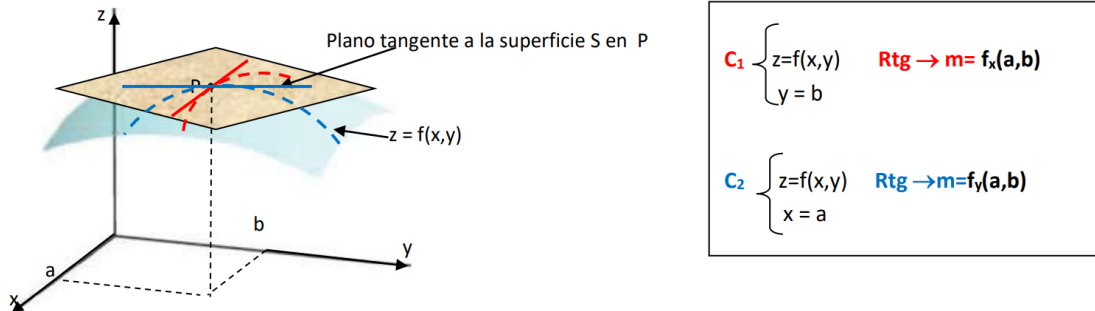 z
Plano tangente a la superficie S en P
P
z = f(x,y)
b
y
a
x
C₁ z=f(x,y) Rtg → m= fₓ(a,b)
y = b
C₂ z=f(x,y) Rtg →m=fᵧ(a,b)
x = a